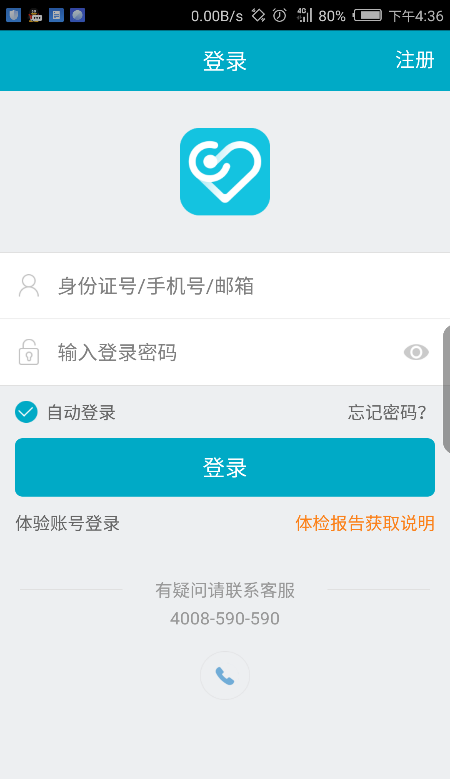 0.00B/s 4G 80% 下午4:36
登录 注册
身份证号/手机号/邮箱
输入登录密码
自动登录 忘记密码?
登录
体验账号登录 体检报告获取说明
有疑问请联系客服
4008-590-590